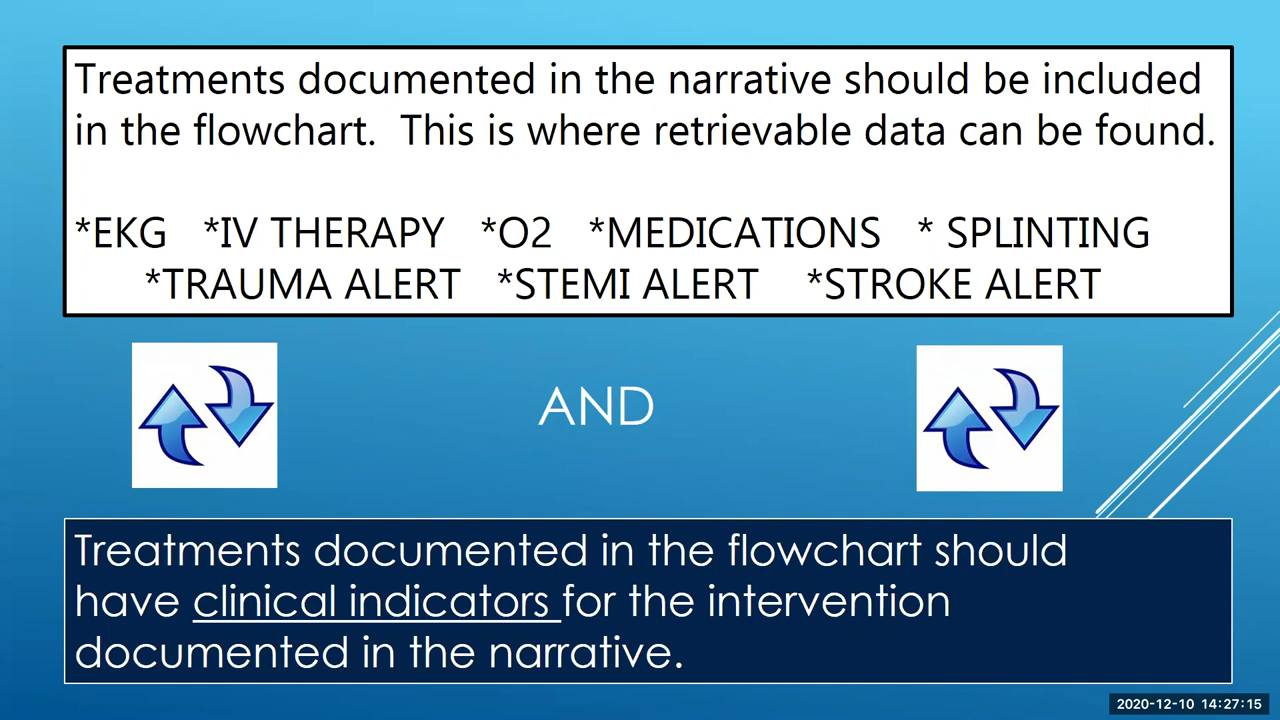 Treatments documented in the narrative should be included
in the flowchart.  This is where retrievable data can be found.
*EKG   *IV THERAPY   *O2   *MEDICATIONS   * SPLINTING
*TRAUMA ALERT   *STEMI ALERT    *STROKE ALERT
AND
Treatments documented in the flowchart should
have clinical indicators for the intervention
documented in the narrative.
2020-12-10  14:27:15